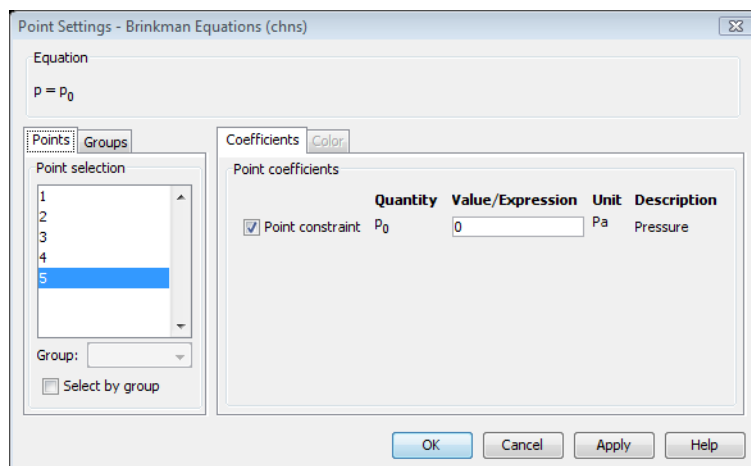 Point Settings - Brinkman Equations (chns)
Equation
p = p₀
Points Groups
Point selection
1
2
3
4
5
Group:
Select by group
Coefficients Color
Point coefficients
Quantity Value/Expression Unit Description
Point constraint p₀ 0 Pa Pressure
OK Cancel Apply Help